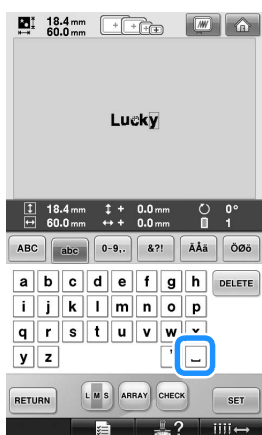 18.4 mm
60.0 mm
Lucky
18.4 mm 0.0 mm 0°
60.0 mm + 0.0 mm 1
ABC abc 0-9,. &?! ÄÅä ÖØö
a b c d e f g h DELETE
i j k l m n o p
q r s t u v w x
y z '
RETURN L M S ARRAY CHECK SET
?